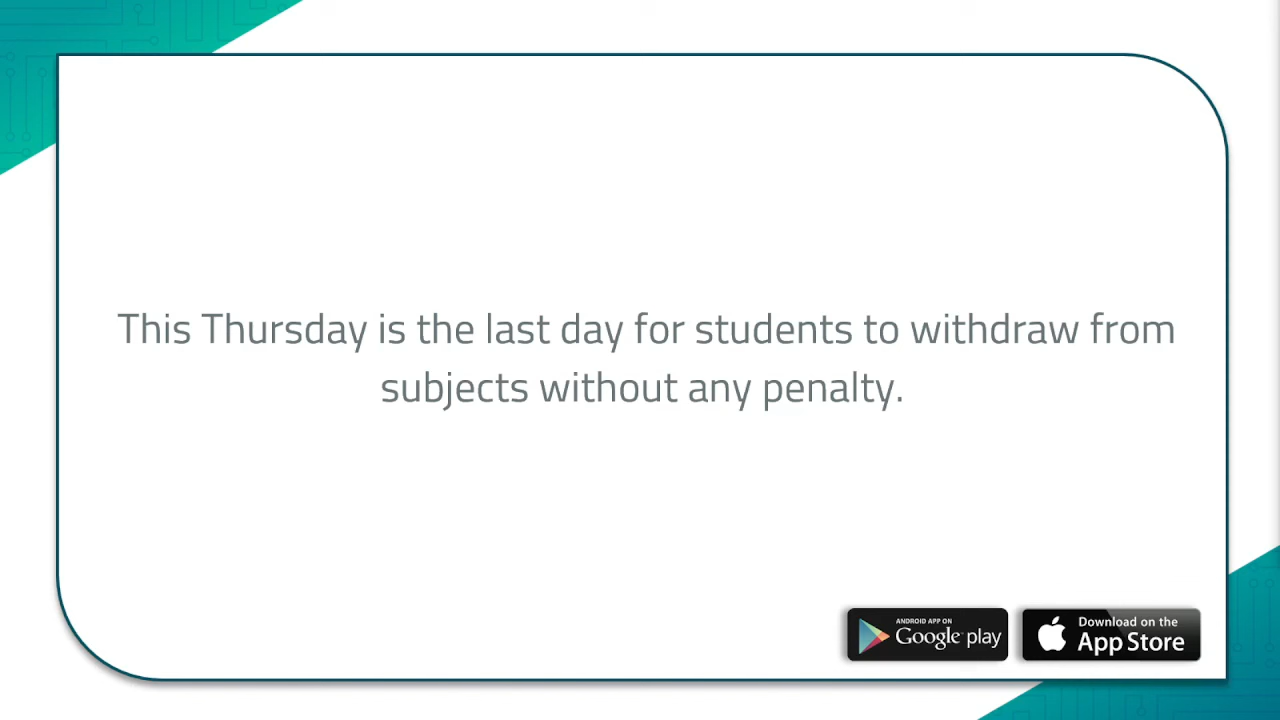 This Thursday is the last day for students to withdraw from
subjects without any penalty.
ANDROID APP ON
Google play
Download on the
App Store